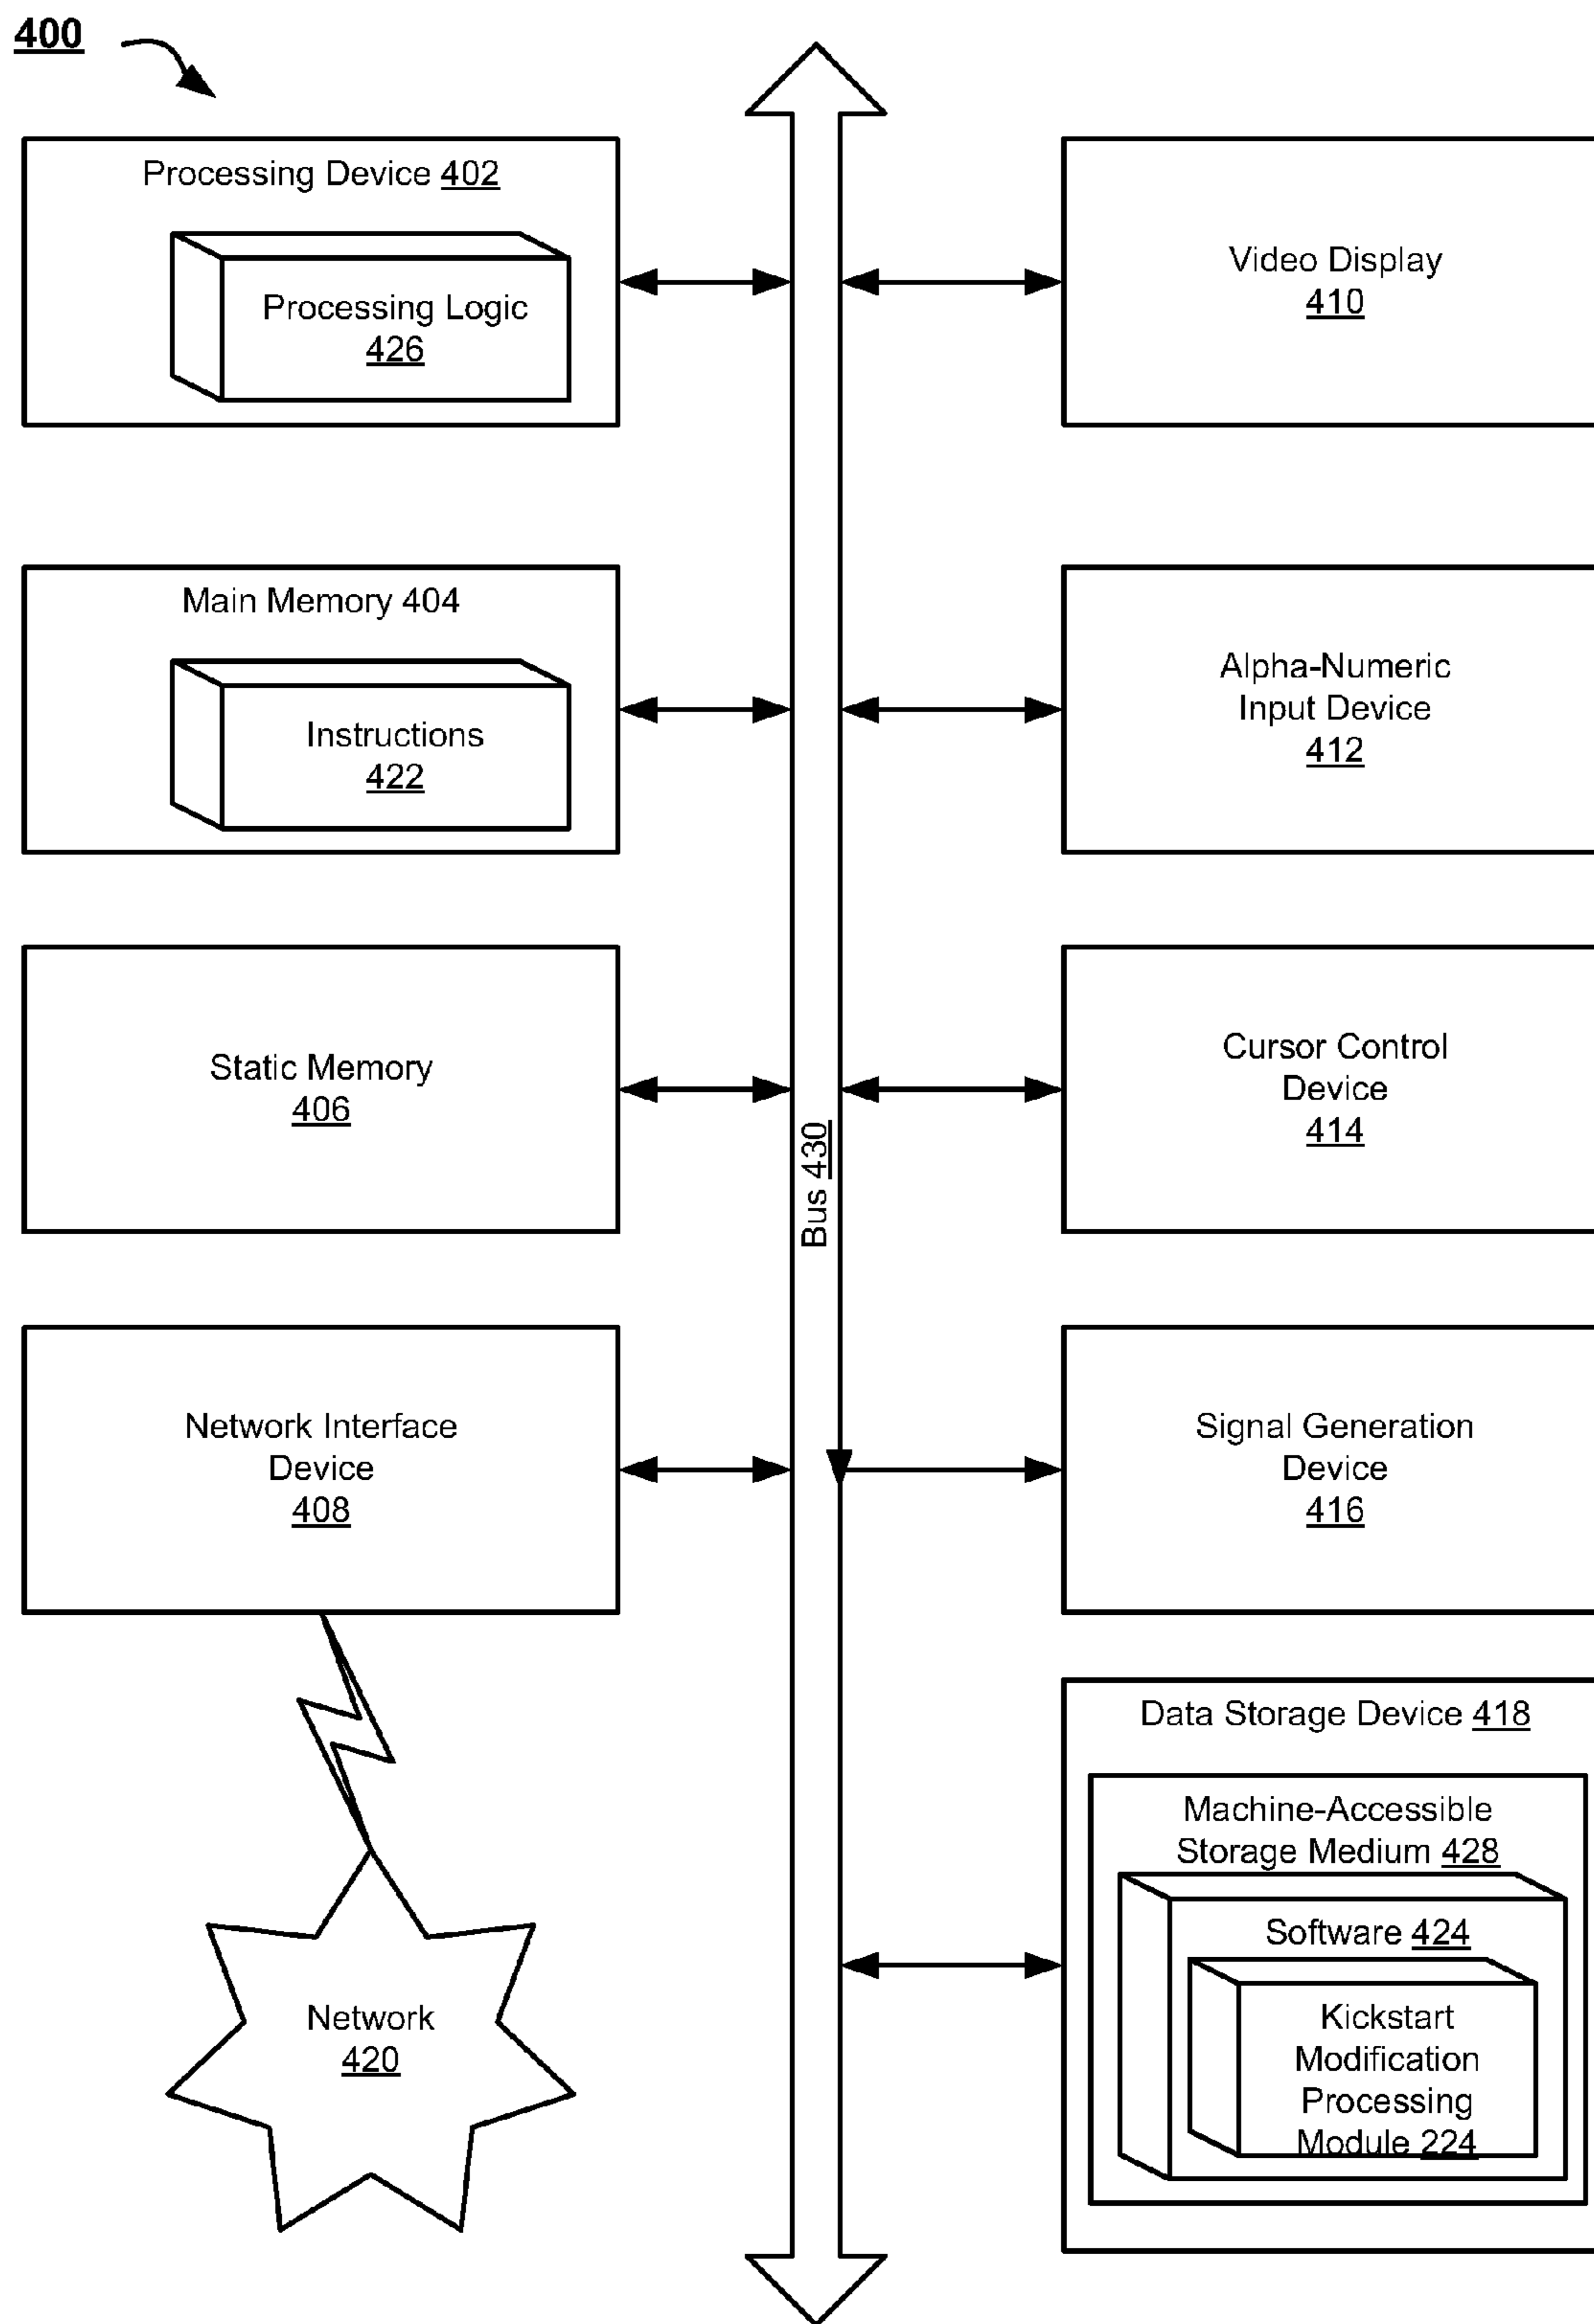 400
Processing Device 402
Processing Logic
426
Main Memory 404
Instructions
422
Static Memory
406
Network Interface
Device
408
Network
420
Bus 430
Video Display
410
Alpha-Numeric
Input Device
412
Cursor Control
Device
414
Signal Generation
Device
416
Data Storage Device 418
Machine-Accessible
Storage Medium 428
Software 424
Kickstart
Modification
Processing
Module 224